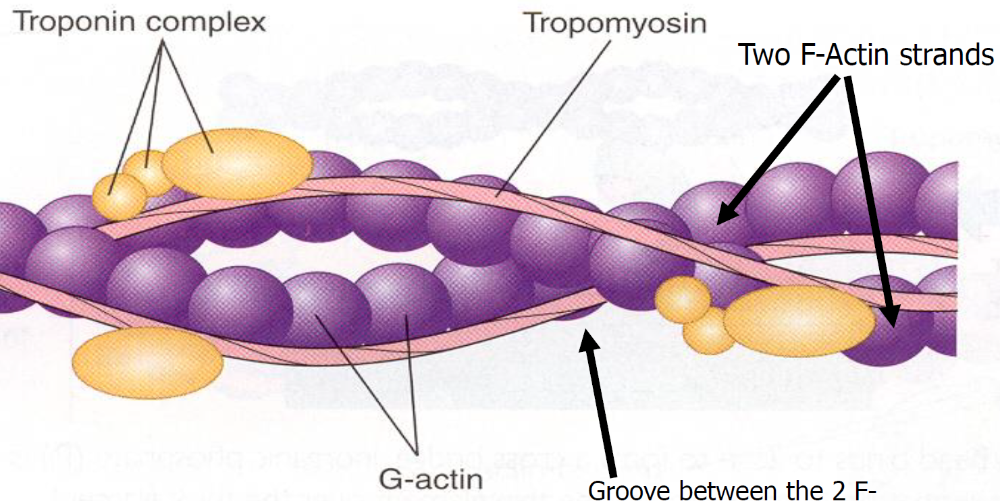 Troponin complex
Tropomyosin
Two F-Actin strands
G-actin
Groove between the 2 F-